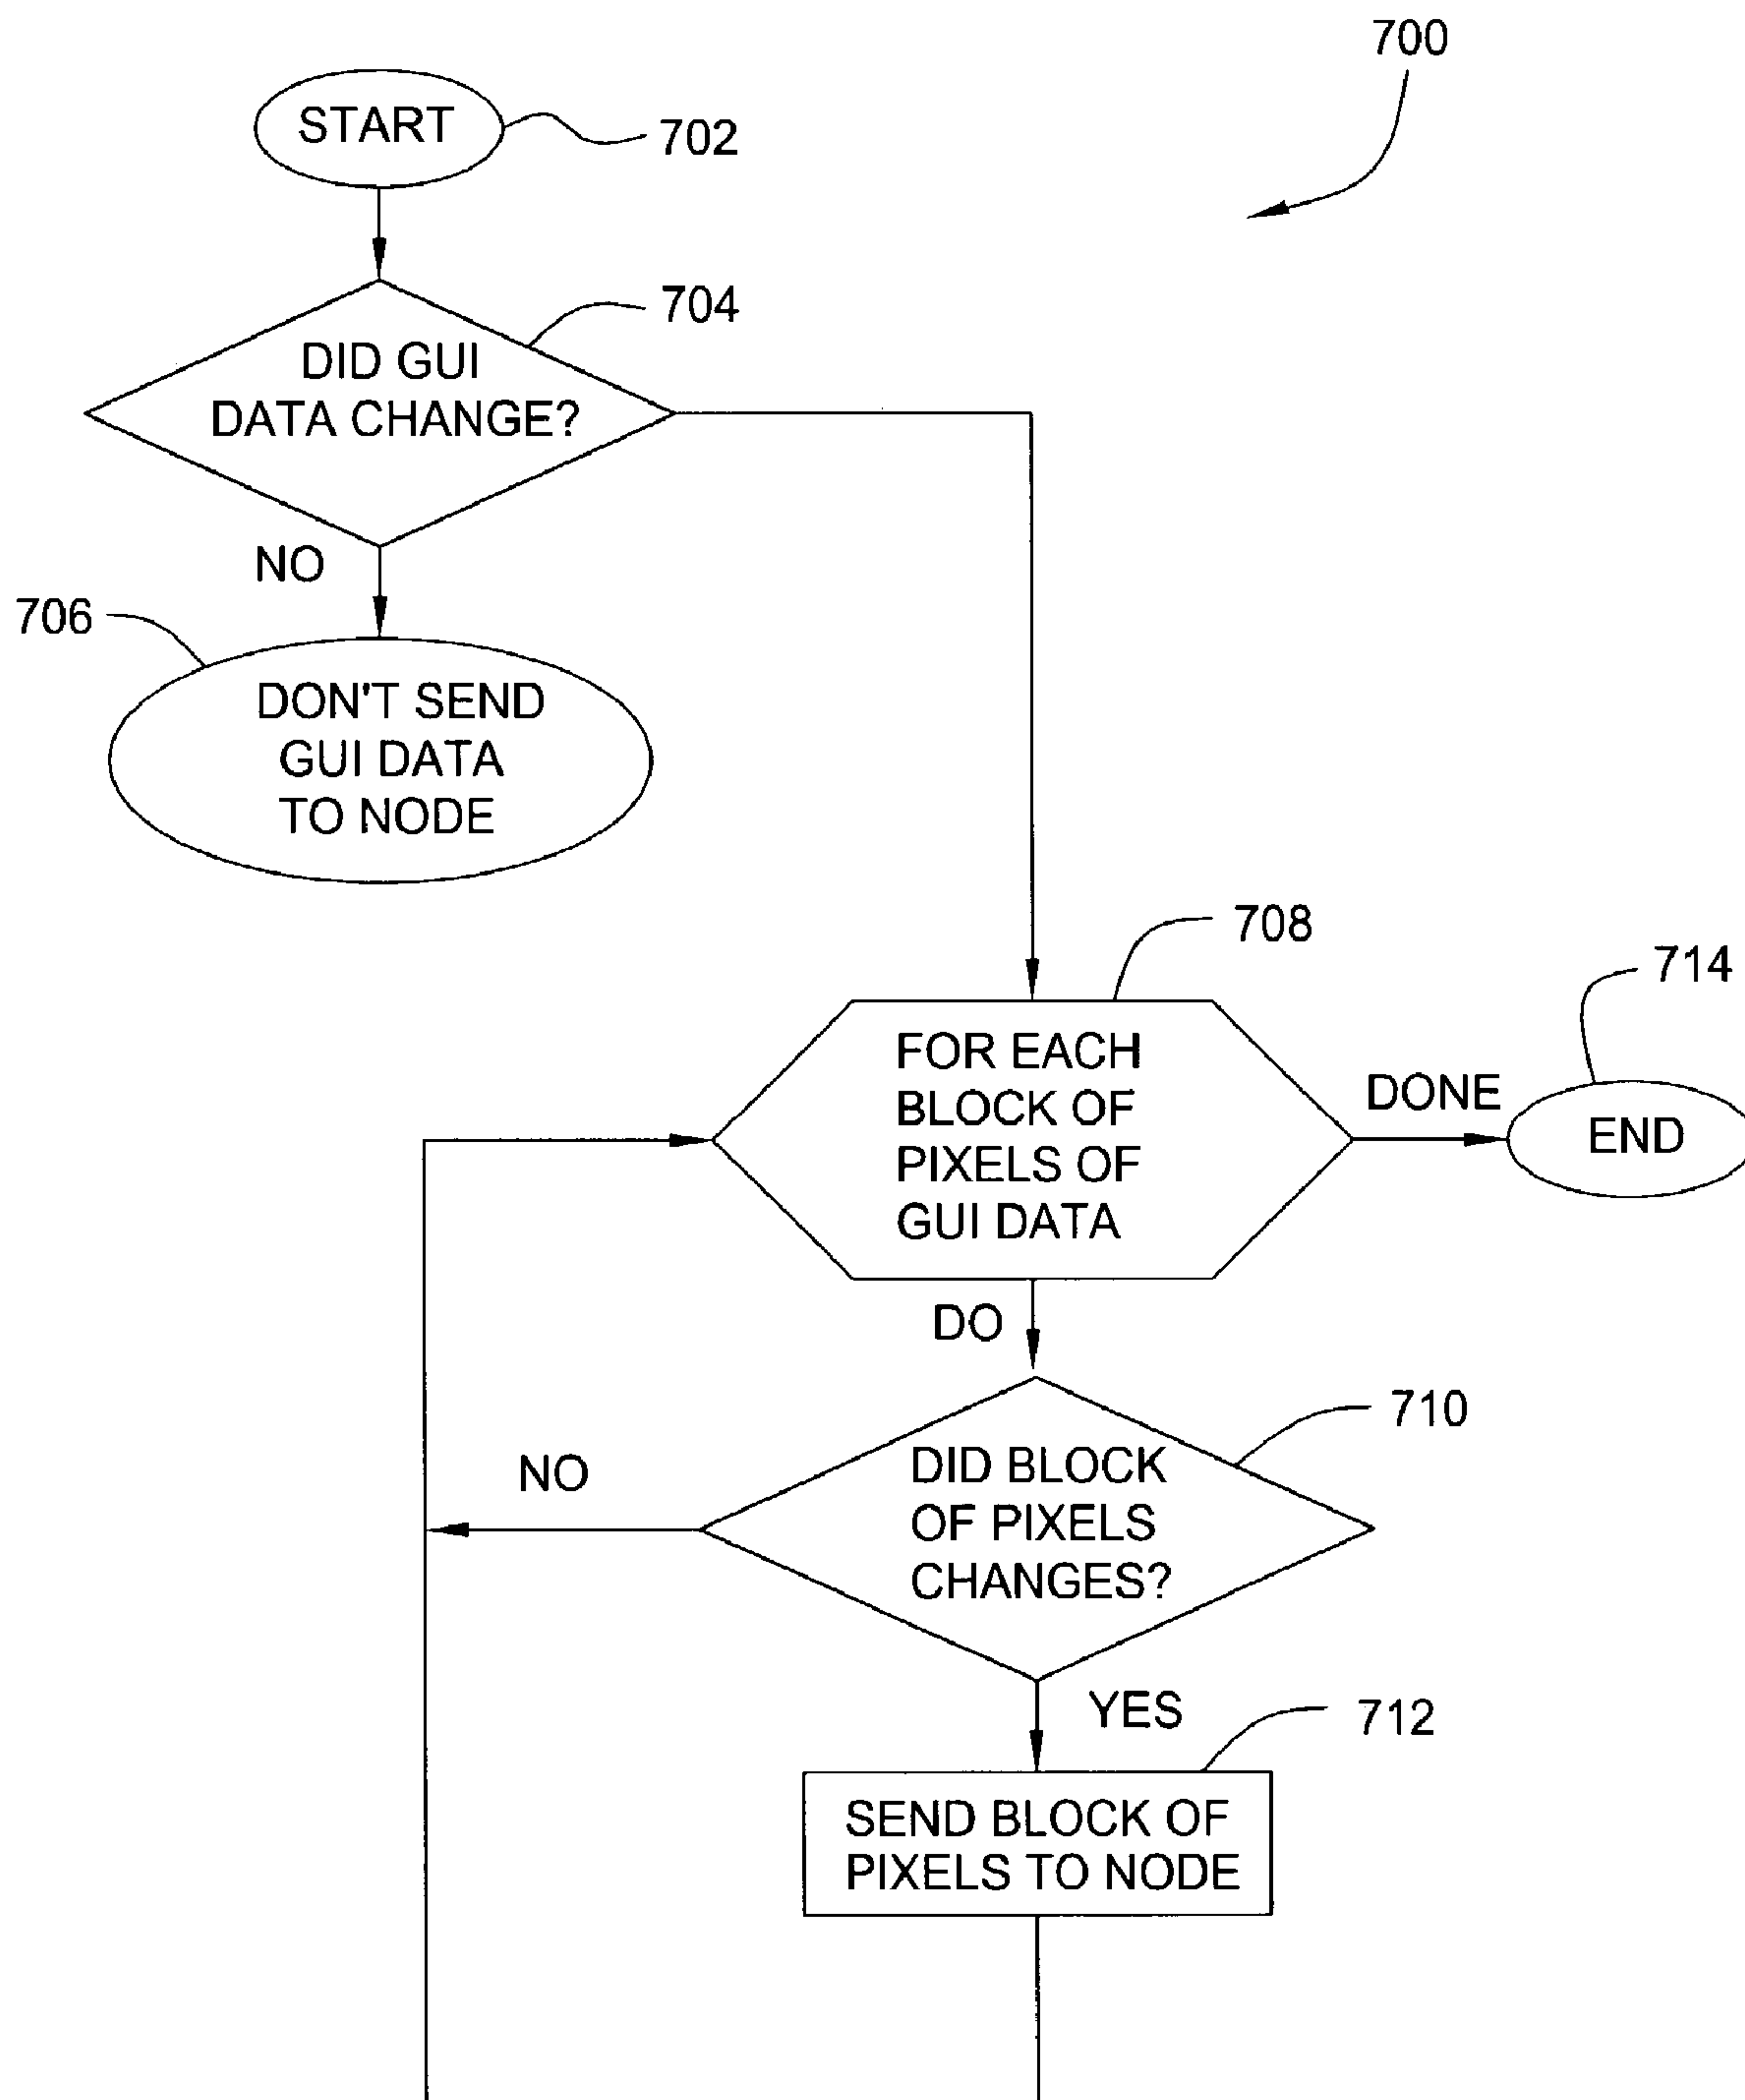 700
START
702
704
DID GUI
DATA CHANGE?
NO
706
DON'T SEND
GUI DATA
TO NODE
708
714
FOR EACH
BLOCK OF
PIXELS OF
GUI DATA
DONE
END
DO
710
NO
DID BLOCK
OF PIXELS
CHANGES?
YES
712
SEND BLOCK OF
PIXELS TO NODE